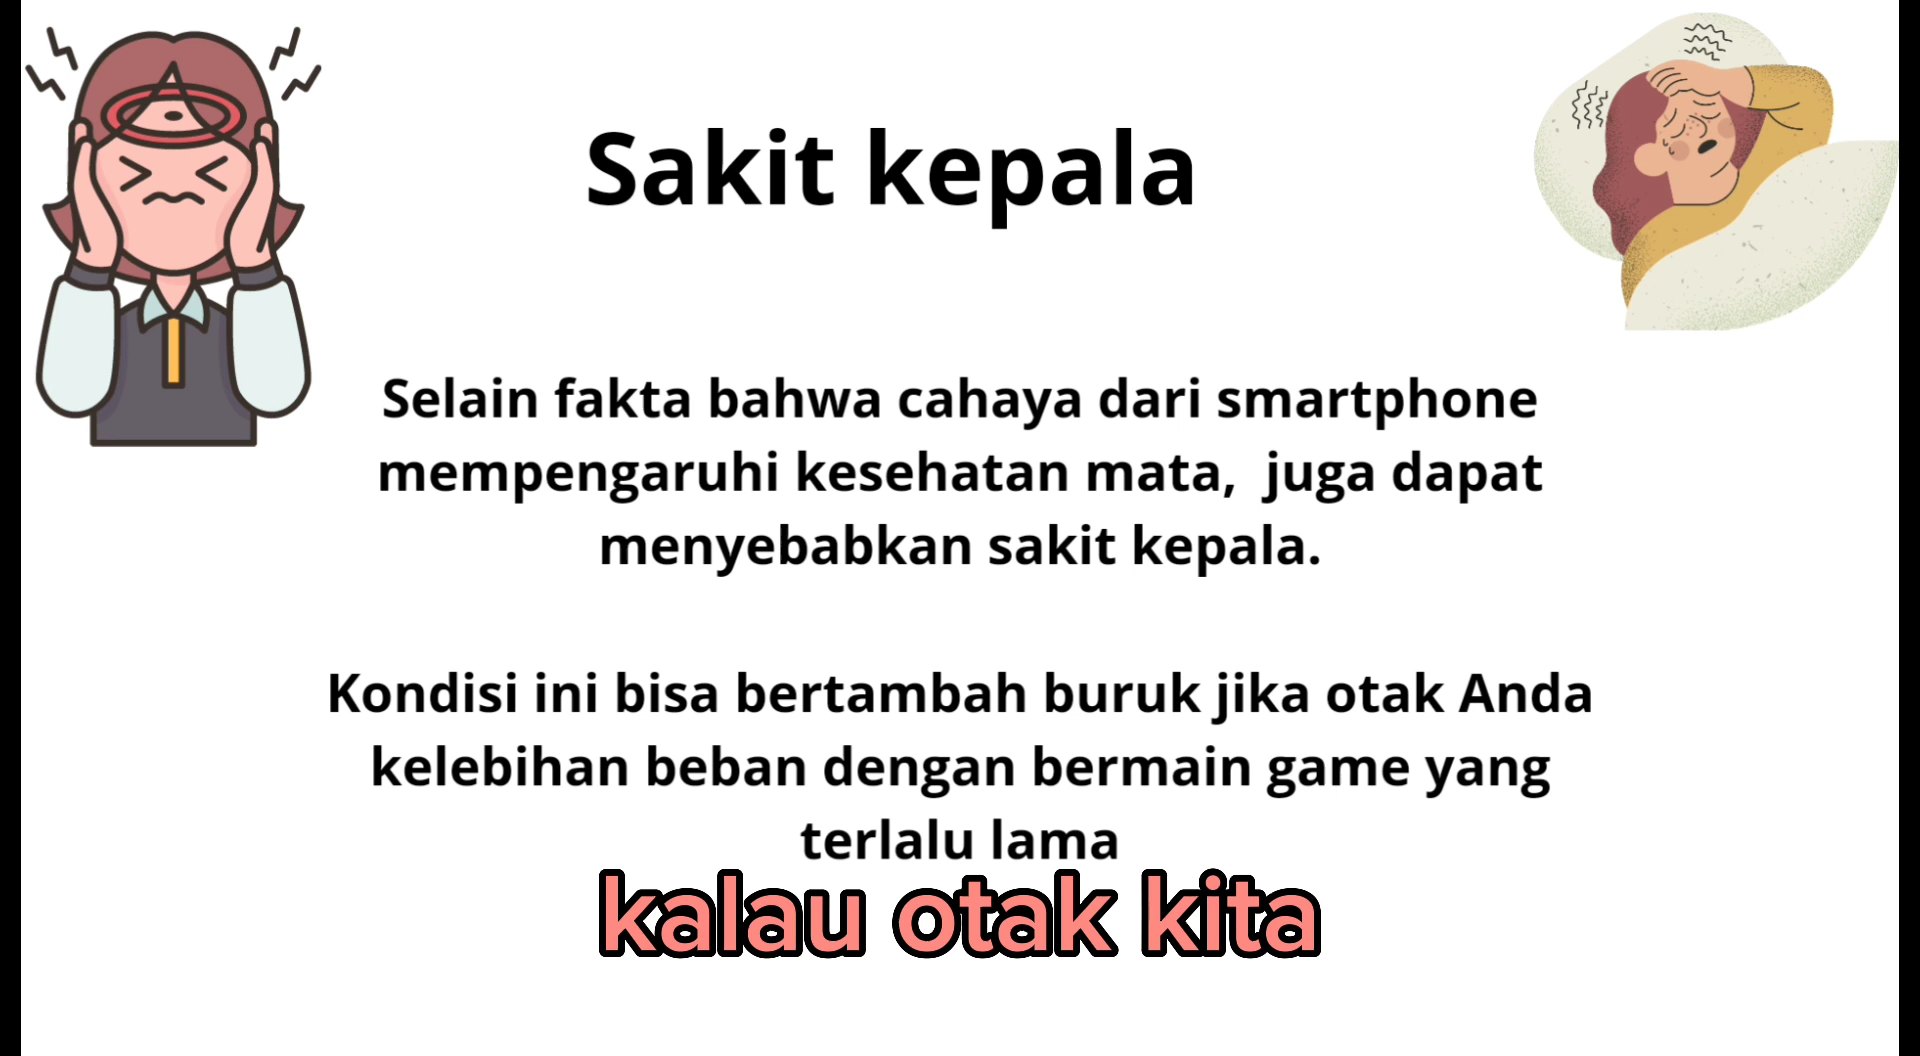 Sakit kepala
Selain fakta bahwa cahaya dari smartphone
mempengaruhi kesehatan mata,  juga dapat
menyebabkan sakit kepala.
Kondisi ini bisa bertambah buruk jika otak Anda
kelebihan beban dengan bermain game yang
terlalu lama
kalau otak kita